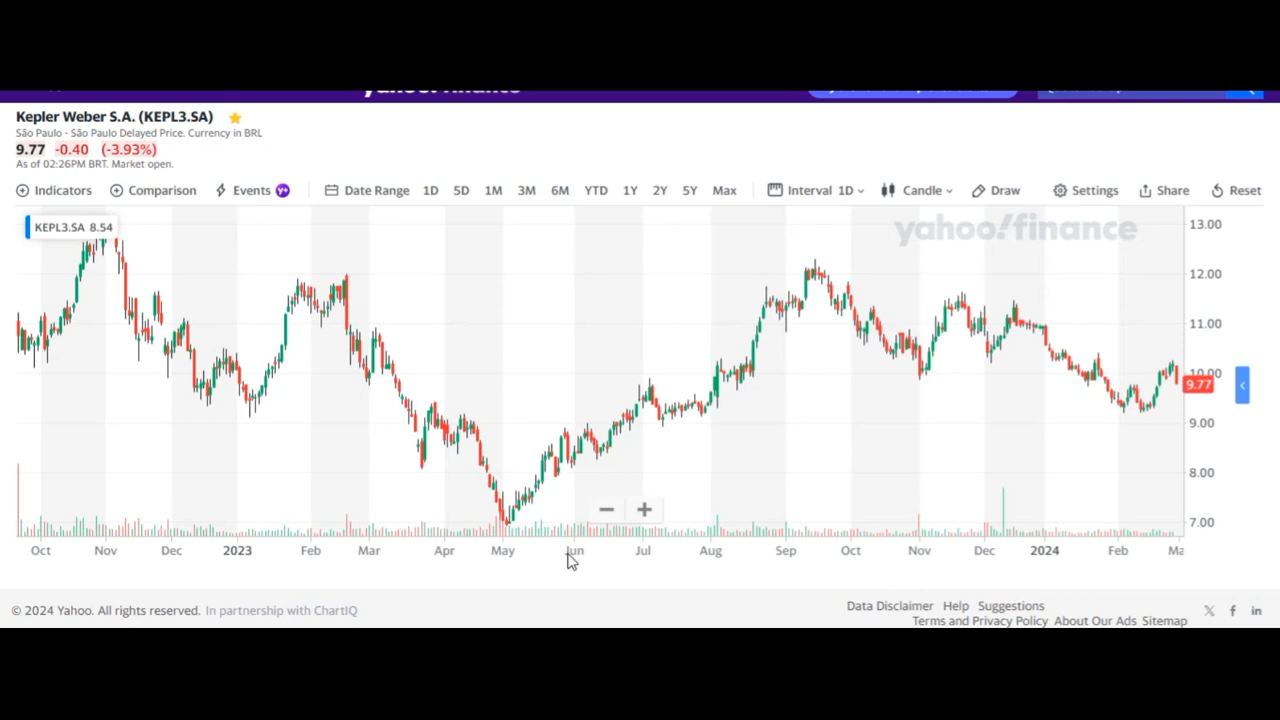 Kepler Weber S.A. (KEPL3.SA)
São Paulo - São Paulo Delayed Price. Currency in BRL
9.77 -0.40 (-3.93%)
As of 02:26PM BRT. Market open.
Indicators Comparison Events Y+ Date Range 1D 5D 1M 3M 6M YTD 1Y 2Y 5Y Max Interval 1D Candle Draw Settings Share Reset
KEPL3.SA 8.54
yahoo!finance
13.00
12.00
11.00
10.00
9.77
9.00
8.00
7.00
Oct Nov Dec 2023 Feb Mar Apr May Jun Jul Aug Sep Oct Nov Dec 2024 Feb Ma
© 2024 Yahoo. All rights reserved. In partnership with ChartIQ
Data Disclaimer Help Suggestions
Terms and Privacy Policy About Our Ads Sitemap